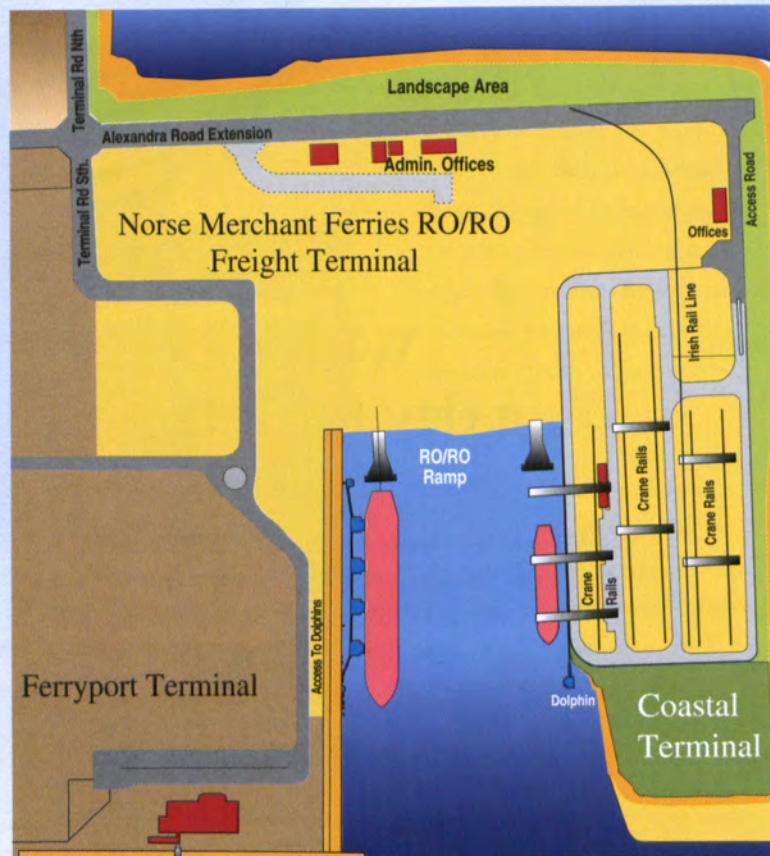 Terminal Rd Nth
Landscape Area
Alexandra Road Extension
Admin. Offices
Terminal Rd Sth.
Access Road
Norse Merchant Ferries RO/RO
Freight Terminal
Offices
Irish Rail Line
RO/RO
Ramp
Crane Rails
Crane Rails
Crane
Rails
Access To Dolphins
Ferryport Terminal
Dolphin
Coastal
Terminal